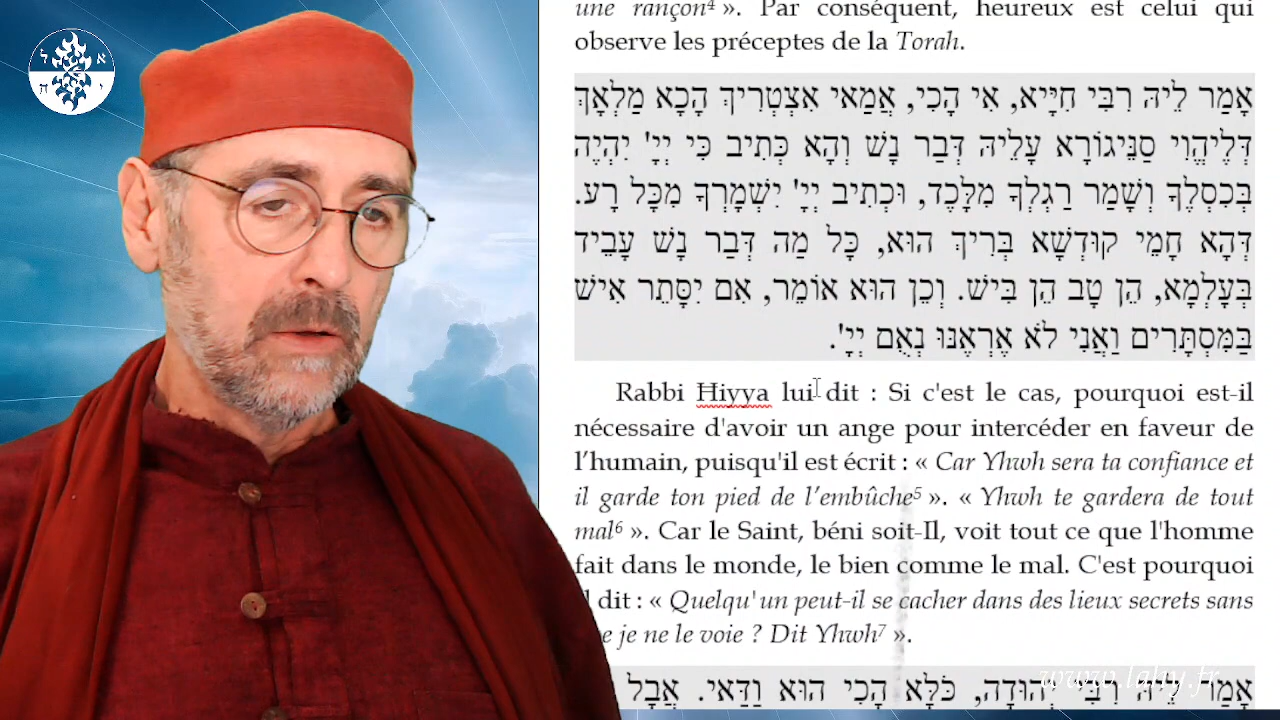 א
ל
י
ה
une rançon⁴ ». Par conséquent, heureux est celui qui
observe les préceptes de la Torah.
אָמַר לֵיהּ רִבִּי חִיָּיא, אִי הָכִי, אֲמַאי אִצְטְרִיךְ הָכָא מַלְאָךְ
דְּלֶיהֱוִי סַנֵּיגוֹרָא עָלֵיהּ דְּבַר נָשׁ וְהָא כְּתִיב כִּי יְיָ' יִהְיֶה
בְּכִסְלֶךָ וְשָׁמַר רַגְלְךָ מִלָּכֶד, וּכְתִיב יְיָ' יִשְׁמָרְךָ מִכָּל רָע.
דְּהָא חָמֵי קוּדְשָׁא בְּרִיךְ הוּא, כָּל מַה דְּבַר נָשׁ עָבֵיד
בְּעָלְמָא, הֵן טָב הֵן בִּישׁ. וְכֵן הוּא אוֹמֵר, אִם יִסָּתֵר אִישׁ
בַּמִּסְתָּרִים וַאֲנִי לֹא אֶרְאֶנּוּ נְאֻם יְיָ'.
Rabbi Ħiyya lui dit : Si c'est le cas, pourquoi est-il
nécessaire d'avoir un ange pour intercéder en faveur de
l’humain, puisqu'il est écrit : « Car Yhwh sera ta confiance et
il garde ton pied de l’embûche⁵ ». « Yhwh te gardera de tout
mal⁶ ». Car le Saint, béni soit-Il, voit tout ce que l'homme
fait dans le monde, le bien comme le mal. C'est pourquoi
dit : « Quelqu'un peut-il se cacher dans des lieux secrets sans
je ne le voie ? Dit Yhwh⁷ ».
www.lahy.fr
אָמַר לֵיהּ רִבִּי יְהוּדָה, כֹּלָּא הָכִי הוּא וַדַּאי. אֲבָל